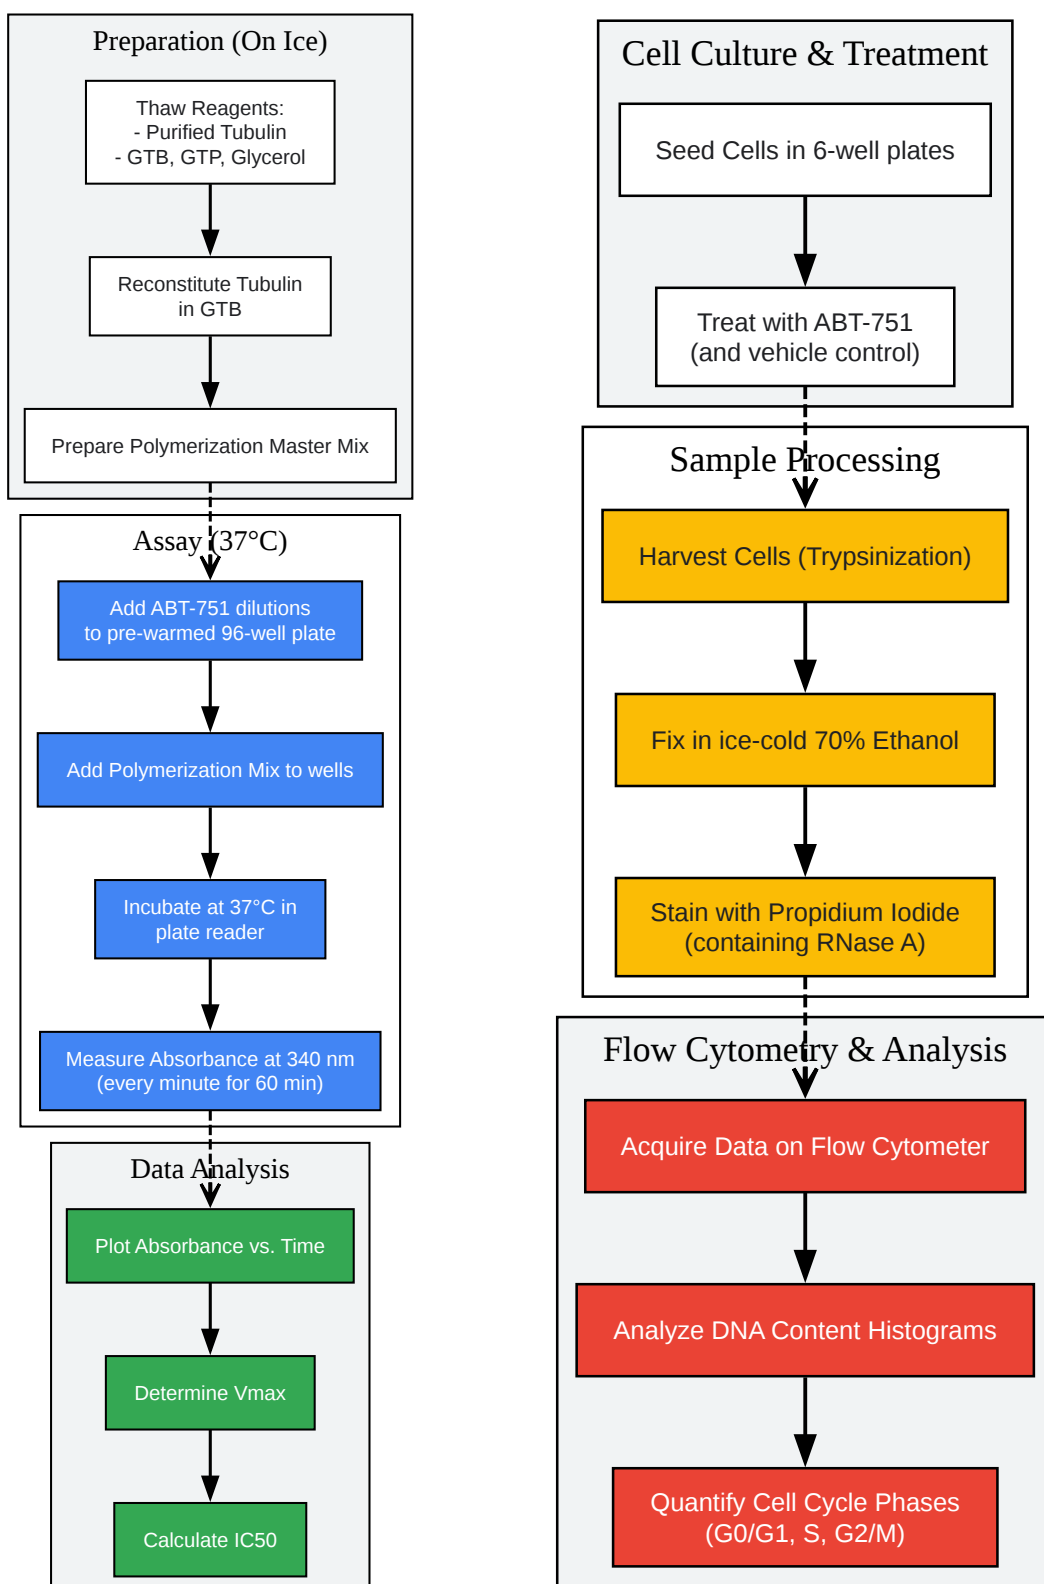 Preparation (On Ice)
Thaw Reagents:
- Purified Tubulin
- GTB, GTP, Glycerol
Reconstitute Tubulin
in GTB
Prepare Polymerization Master Mix
Assay (37°C)
Add ABT-751 dilutions
to pre-warmed 96-well plate
Add Polymerization Mix to wells
Incubate at 37°C in
plate reader
Measure Absorbance at 340 nm
(every minute for 60 min)
Data Analysis
Plot Absorbance vs. Time
Determine Vmax
Calculate IC50
Cell Culture & Treatment
Seed Cells in 6-well plates
Treat with ABT-751
(and vehicle control)
Sample Processing
Harvest Cells (Trypsinization)
Fix in ice-cold 70% Ethanol
Stain with Propidium Iodide
(containing RNase A)
Flow Cytometry & Analysis
Acquire Data on Flow Cytometer
Analyze DNA Content Histograms
Quantify Cell Cycle Phases
(G0/G1, S, G2/M)